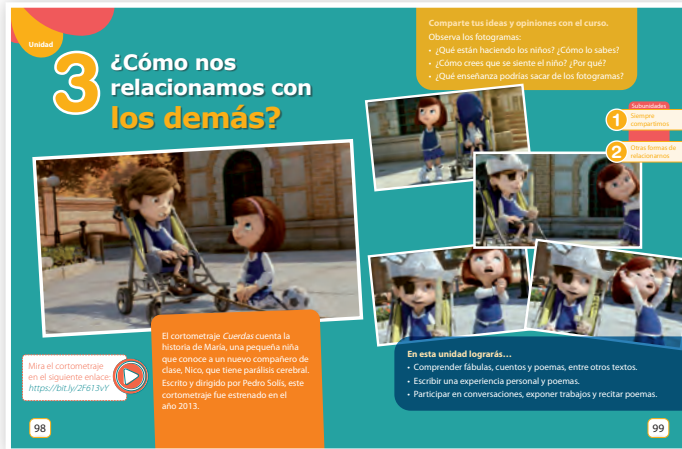 Unidad
3
¿Cómo nos
relacionamos con
los demás?
Mira el cortometraje
en el siguiente enlace:
https://bit.ly/2F613vY
El cortometraje Cuerdas cuenta la
historia de María, una pequeña niña
que conoce a un nuevo compañero de
clase, Nico, que tiene parálisis cerebral.
Escrito y dirigido por Pedro Solís, este
cortometraje fue estrenado en el
año 2013.
98
Comparte tus ideas y opiniones con el curso.
Observa los fotogramas:
• ¿Qué están haciendo los niños? ¿Cómo lo sabes?
• ¿Cómo crees que se siente el niño? ¿Por qué?
• ¿Qué enseñanza podrías sacar de los fotogramas?
Subunidades
1
Siempre
compartimos
2
Otras formas de
relacionarnos
En esta unidad lograrás...
• Comprender fábulas, cuentos y poemas, entre otros textos.
• Escribir una experiencia personal y poemas.
• Participar en conversaciones, exponer trabajos y recitar poemas.
99